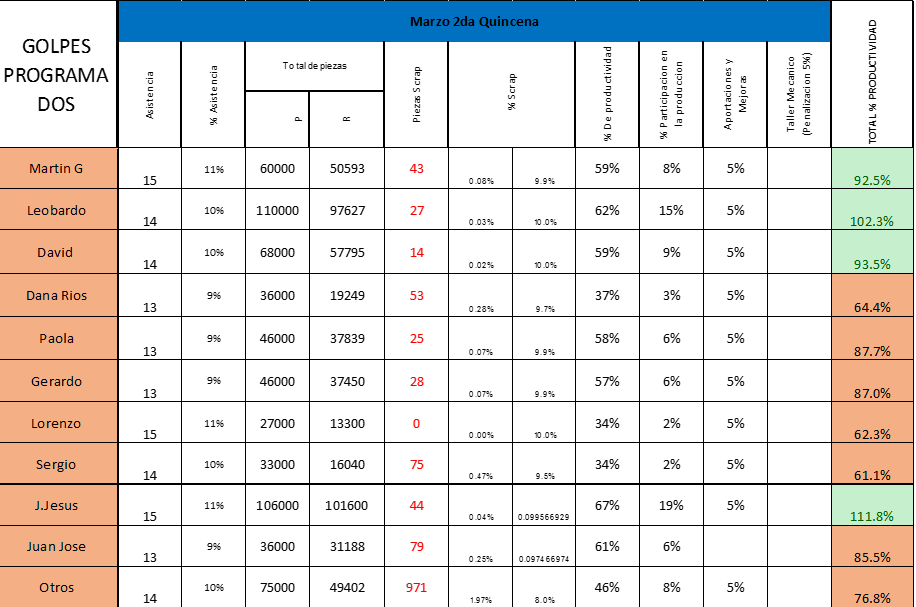 GOLPES PROGRAMADOS
Marzo 2da Quincena
Asistencia
% Asistencia
Total de piezas
P
R
Piezas Scrap
% Scrap
% De productividad
% Participacion en la produccion
Aportaciones y Mejoras
Taller Mecanico (Penalizacion 5%)
TOTAL % PRODUCTIVIDAD
Martin G 15 11% 60000 50593 43 0.08% 9.9% 59% 8% 5% 92.5%
Leobardo 14 10% 110000 97627 27 0.03% 10.0% 62% 15% 5% 102.3%
David 14 10% 68000 57795 14 0.02% 10.0% 59% 9% 5% 93.5%
Dana Rios 13 9% 36000 19249 53 0.28% 9.7% 37% 3% 5% 64.4%
Paola 13 9% 46000 37839 25 0.07% 9.9% 58% 6% 5% 87.7%
Gerardo 13 9% 46000 37450 28 0.07% 9.9% 57% 6% 5% 87.0%
Lorenzo 15 11% 27000 13300 0 0.00% 10.0% 34% 2% 5% 62.3%
Sergio 14 10% 33000 16040 75 0.47% 9.5% 34% 2% 5% 61.1%
J.Jesus 15 11% 106000 101600 44 0.04% 0.099566929 67% 19% 5% 111.8%
Juan Jose 13 9% 36000 31188 79 0.25% 0.097466974 61% 6% 85.5%
Otros 14 10% 75000 49402 971 1.97% 8.0% 46% 8% 5% 76.8%